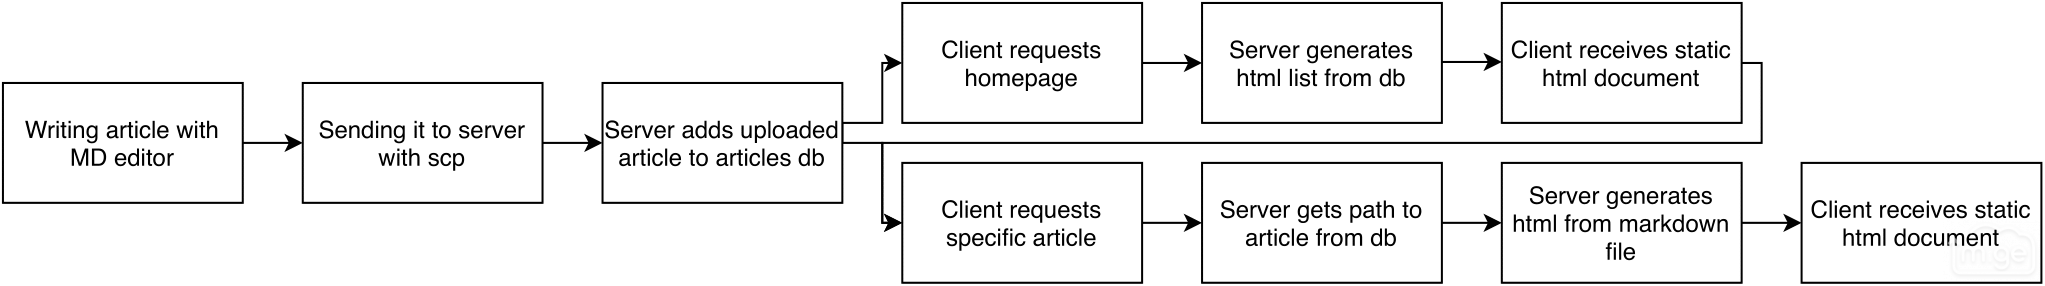 Writing article with
MD editor
Sending it to server
with scp
Server adds uploaded
article to articles db
Client requests
homepage
Server generates
html list from db
Client receives static
html document
Client requests
specific article
Server gets path to
article from db
Server generates
html from markdown
file
Client receives static
html document